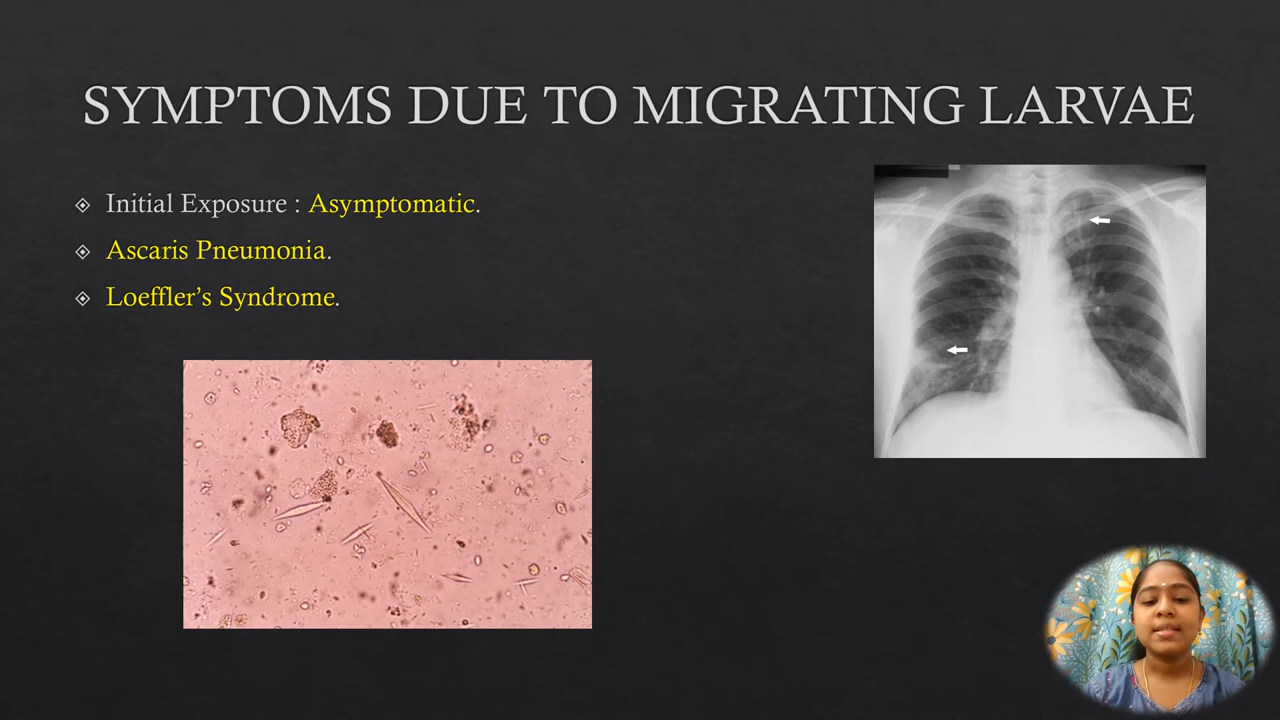 SYMPTOMS DUE TO MIGRATING LARVAE
Initial Exposure : Asymptomatic.
Ascaris Pneumonia.
Loeffler’s Syndrome.